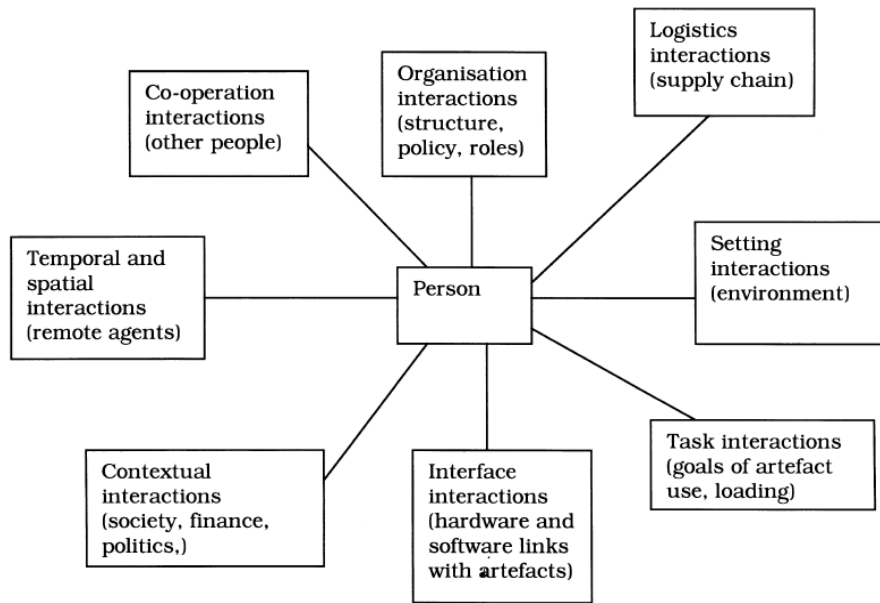 Logistics
interactions
(supply chain)
Organisation
interactions
(structure,
policy, roles)
Co-operation
interactions
(other people)
Temporal and
spatial
interactions
(remote agents)
Person
Setting
interactions
(environment)
Contextual
interactions
(society, finance,
politics,)
Interface
interactions
(hardware and
software links
with artefacts)
Task interactions
(goals of artefact
use, loading)